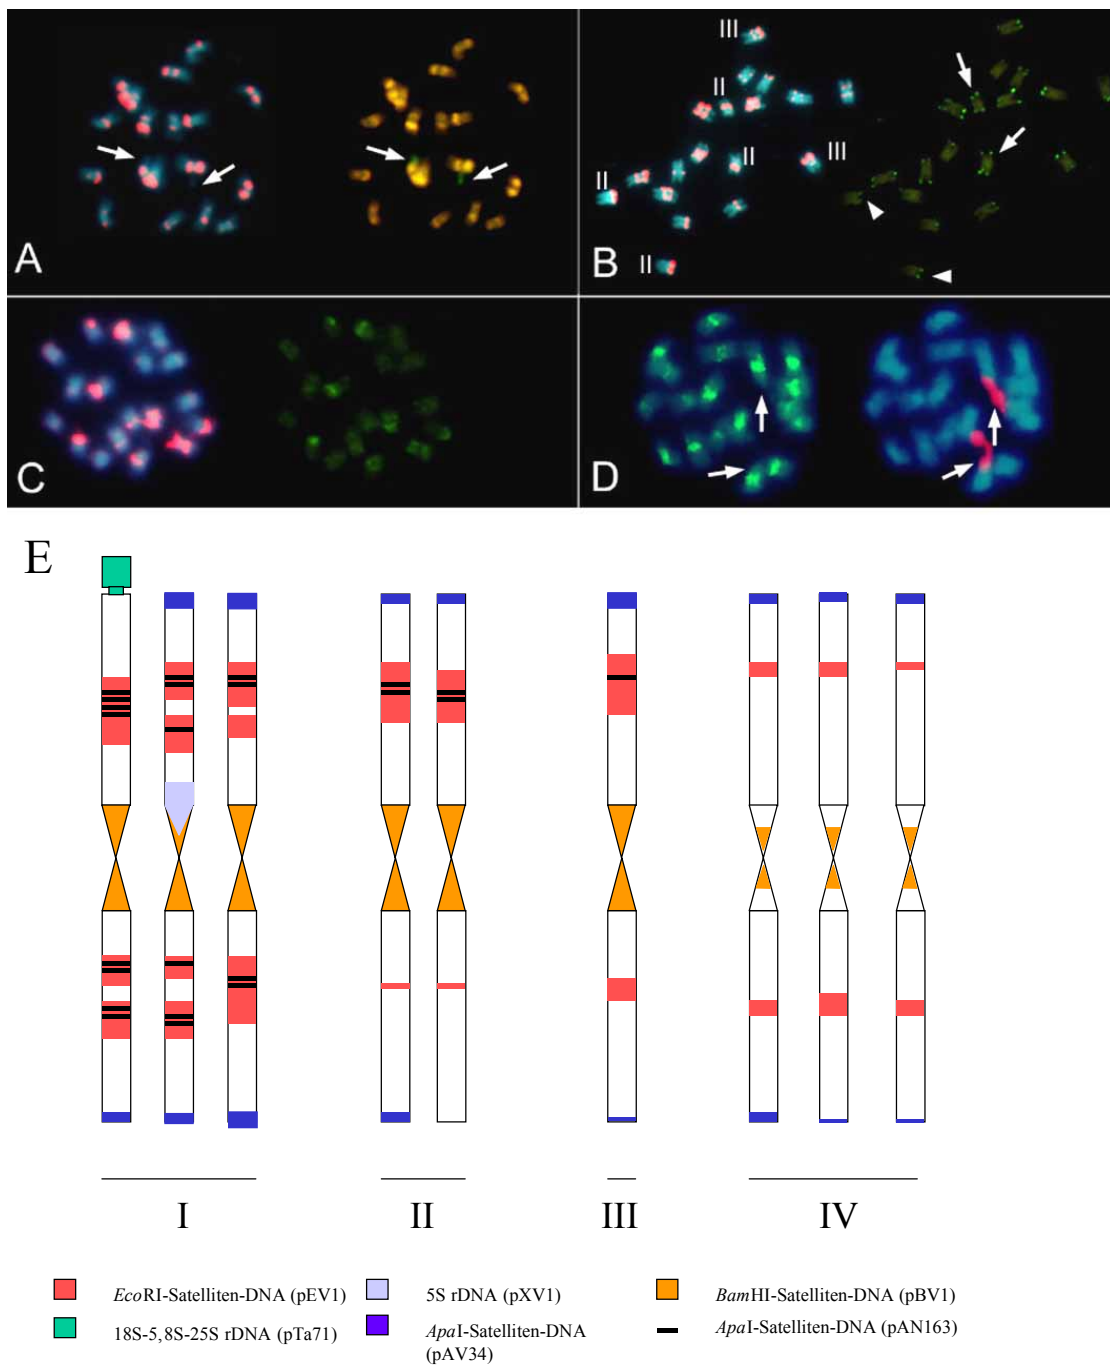 III
II
II
III
II
II
A
B
C
D
E
I
II
III
IV
EcoRI-Satelliten-DNA (pEV1)
5S rDNA (pXV1)
BamHI-Satelliten-DNA (pBV1)
18S-5,8S-25S rDNA (pTa71)
ApaI-Satelliten-DNA
(pAV34)
ApaI-Satelliten-DNA (pAN163)